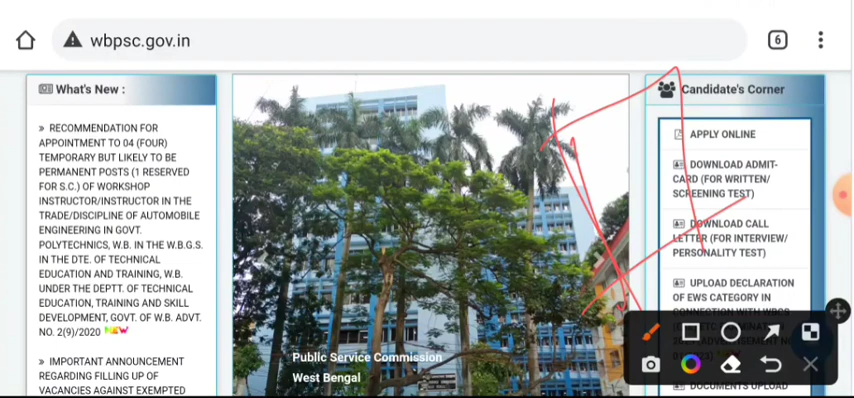 wbpsc.gov.in
6
What's New :
» RECOMMENDATION FOR
APPOINTMENT TO 04 (FOUR)
TEMPORARY BUT LIKELY TO BE
PERMANENT POSTS (1 RESERVED
FOR S.C.) OF WORKSHOP
INSTRUCTOR/INSTRUCTOR IN THE
TRADE/DISCIPLINE OF AUTOMOBILE
ENGINEERING IN GOVT.
POLYTECHNICS, W.B. IN THE W.B.G.S.
IN THE DTE. OF TECHNICAL
EDUCATION AND TRAINING, W.B.
UNDER THE DEPTT. OF TECHNICAL
EDUCATION, TRAINING AND SKILL
DEVELOPMENT, GOVT. OF W.B. ADVT.
NO. 2(9)/2020 NEW
» IMPORTANT ANNOUNCEMENT
REGARDING FILLING UP OF
VACANCIES AGAINST EXEMPTED
Public Service Commission
West Bengal
Candidate's Corner
APPLY ONLINE
DOWNLOAD ADMIT-
CARD (FOR WRITTEN/
SCREENING TEST)
DOWNLOAD CALL
LETTER (FOR INTERVIEW/
PERSONALITY TEST)
UPLOAD DECLARATION
OF EWS CATEGORY IN
CONNECTION WITH WBCS
DOCUMENTS UPLOAD